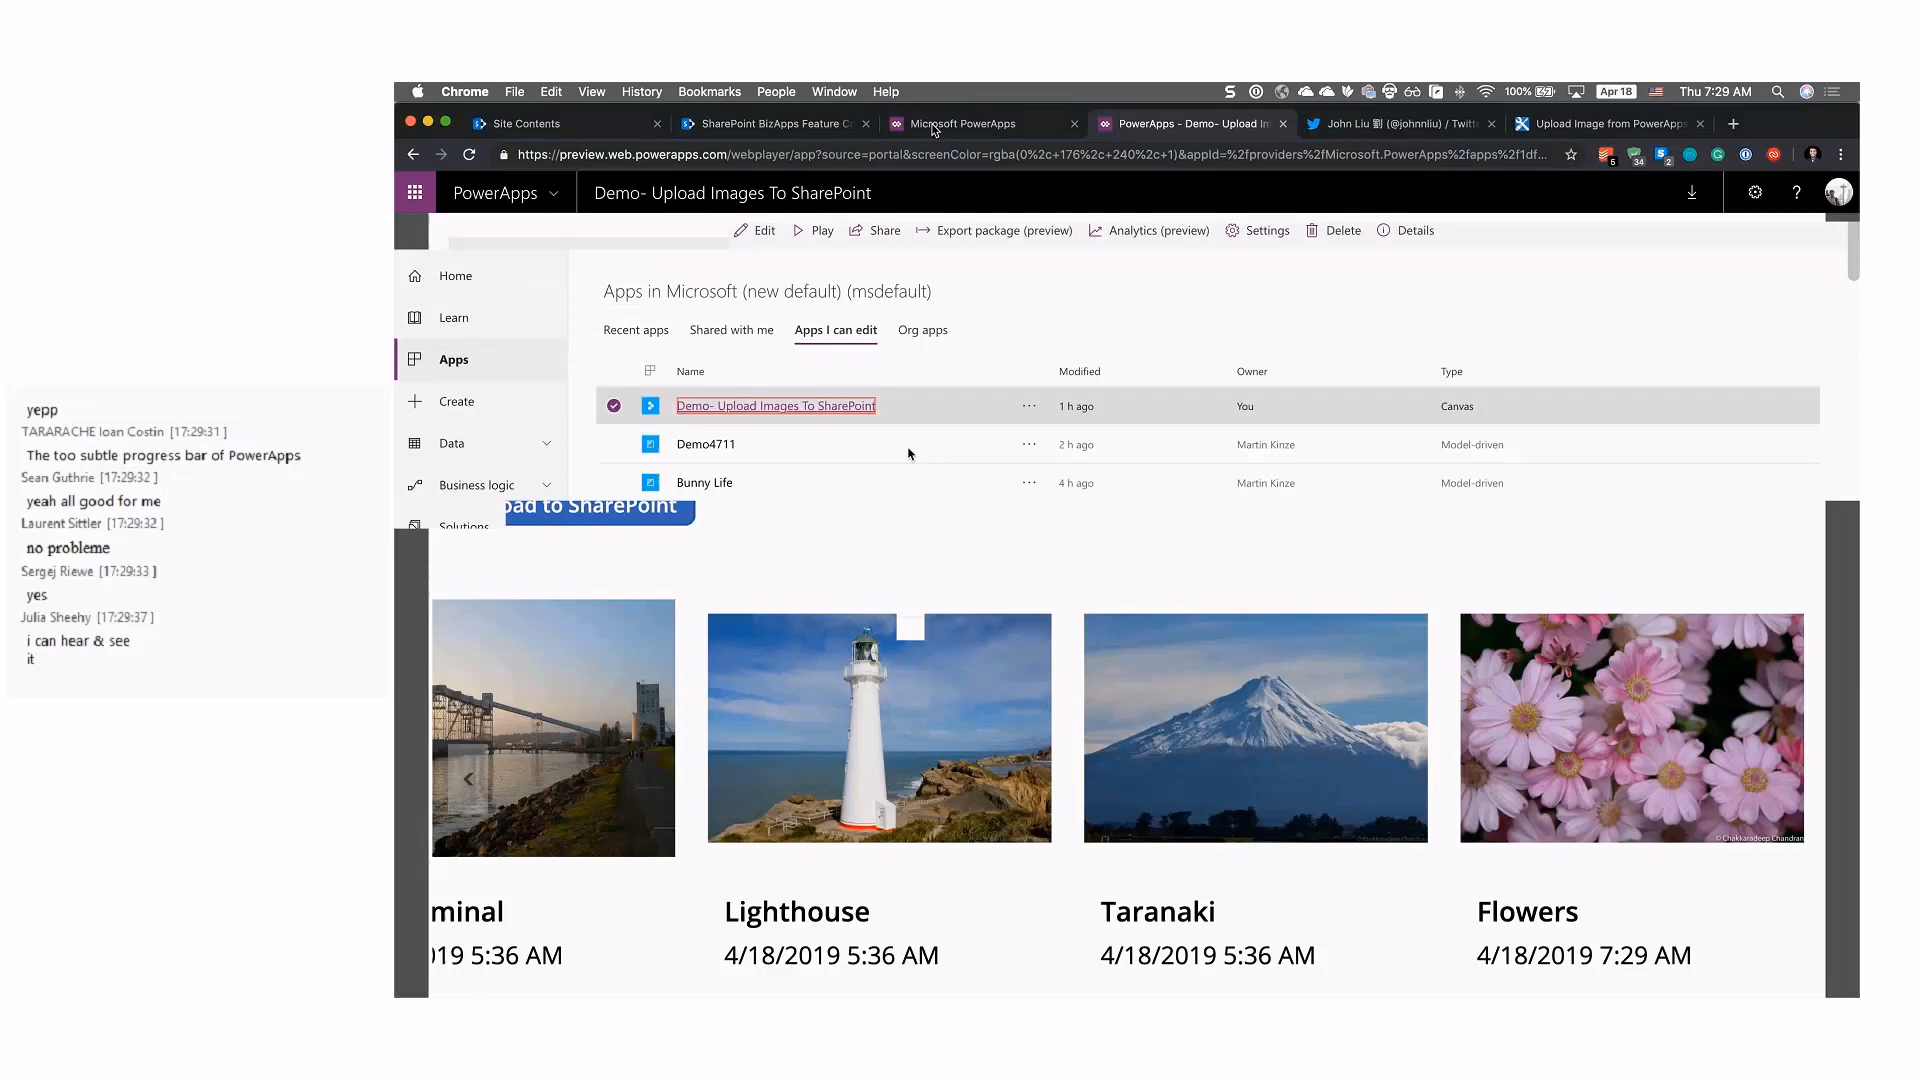 Chrome File Edit View History Bookmarks People Window Help
100% Apr 18 Thu 7:29 AM
Site Contents
SharePoint BizApps Feature C
Microsoft PowerApps
PowerApps - Demo- Upload Im
John Liu 劉 (@johnnliu) / Twitt
Upload Image from PowerApps
https://preview.web.powerapps.com/webplayer/app?source=portal&screenColor=rgba(0%2c+176%2c+240%2c+1)&appId=%2fproviders%2fMicrosoft.PowerApps%2fapps%2f1df...
5 34 2
PowerApps Demo- Upload Images To SharePoint
?
Edit Play Share Export package (preview) Analytics (preview) Settings Delete Details
Home
Learn
Apps
Create
Data
Business logic
Solutions
Apps in Microsoft (new default) (msdefault)
Recent apps Shared with me Apps I can edit Org apps
Name Modified Owner Type
Demo- Upload Images To SharePoint ... 1 h ago You Canvas
Demo4711 ... 2 h ago Martin Kinze Model-driven
Bunny Life ... 4 h ago Martin Kinze Model-driven
oad to SharePoint
yepp
TARARACHE Ioan Costin [17:29:31 ]
The too subtle progress bar of PowerApps
Sean Guthrie [17:29:32 ]
yeah all good for me
Laurent Sittler [17:29:32 ]
no probleme
Sergej Riewe [17:29:33 ]
yes
Julia Sheehy [17:29:37 ]
i can hear & see
it
© Chakkaradeep Chandran
minal
19 5:36 AM
Lighthouse
4/18/2019 5:36 AM
Taranaki
4/18/2019 5:36 AM
Flowers
4/18/2019 7:29 AM